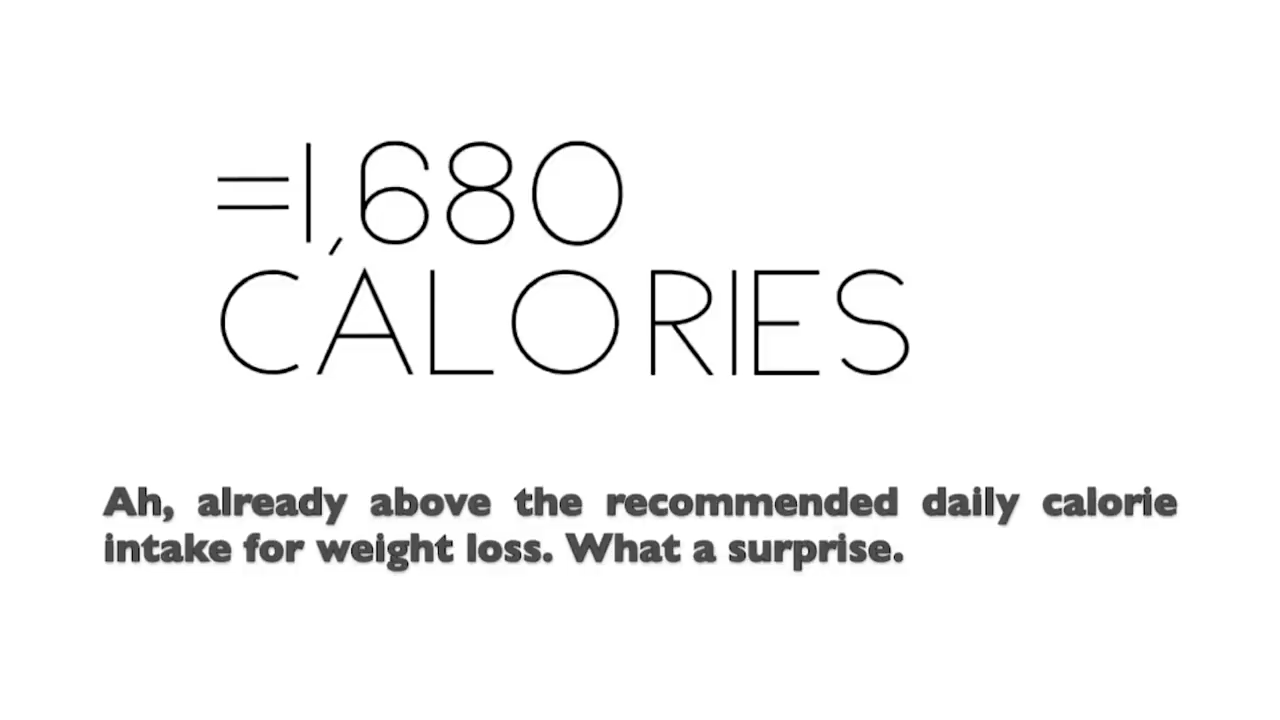 =1,680
CALORIES
Ah, already above the recommended daily calorie
intake for weight loss. What a surprise.